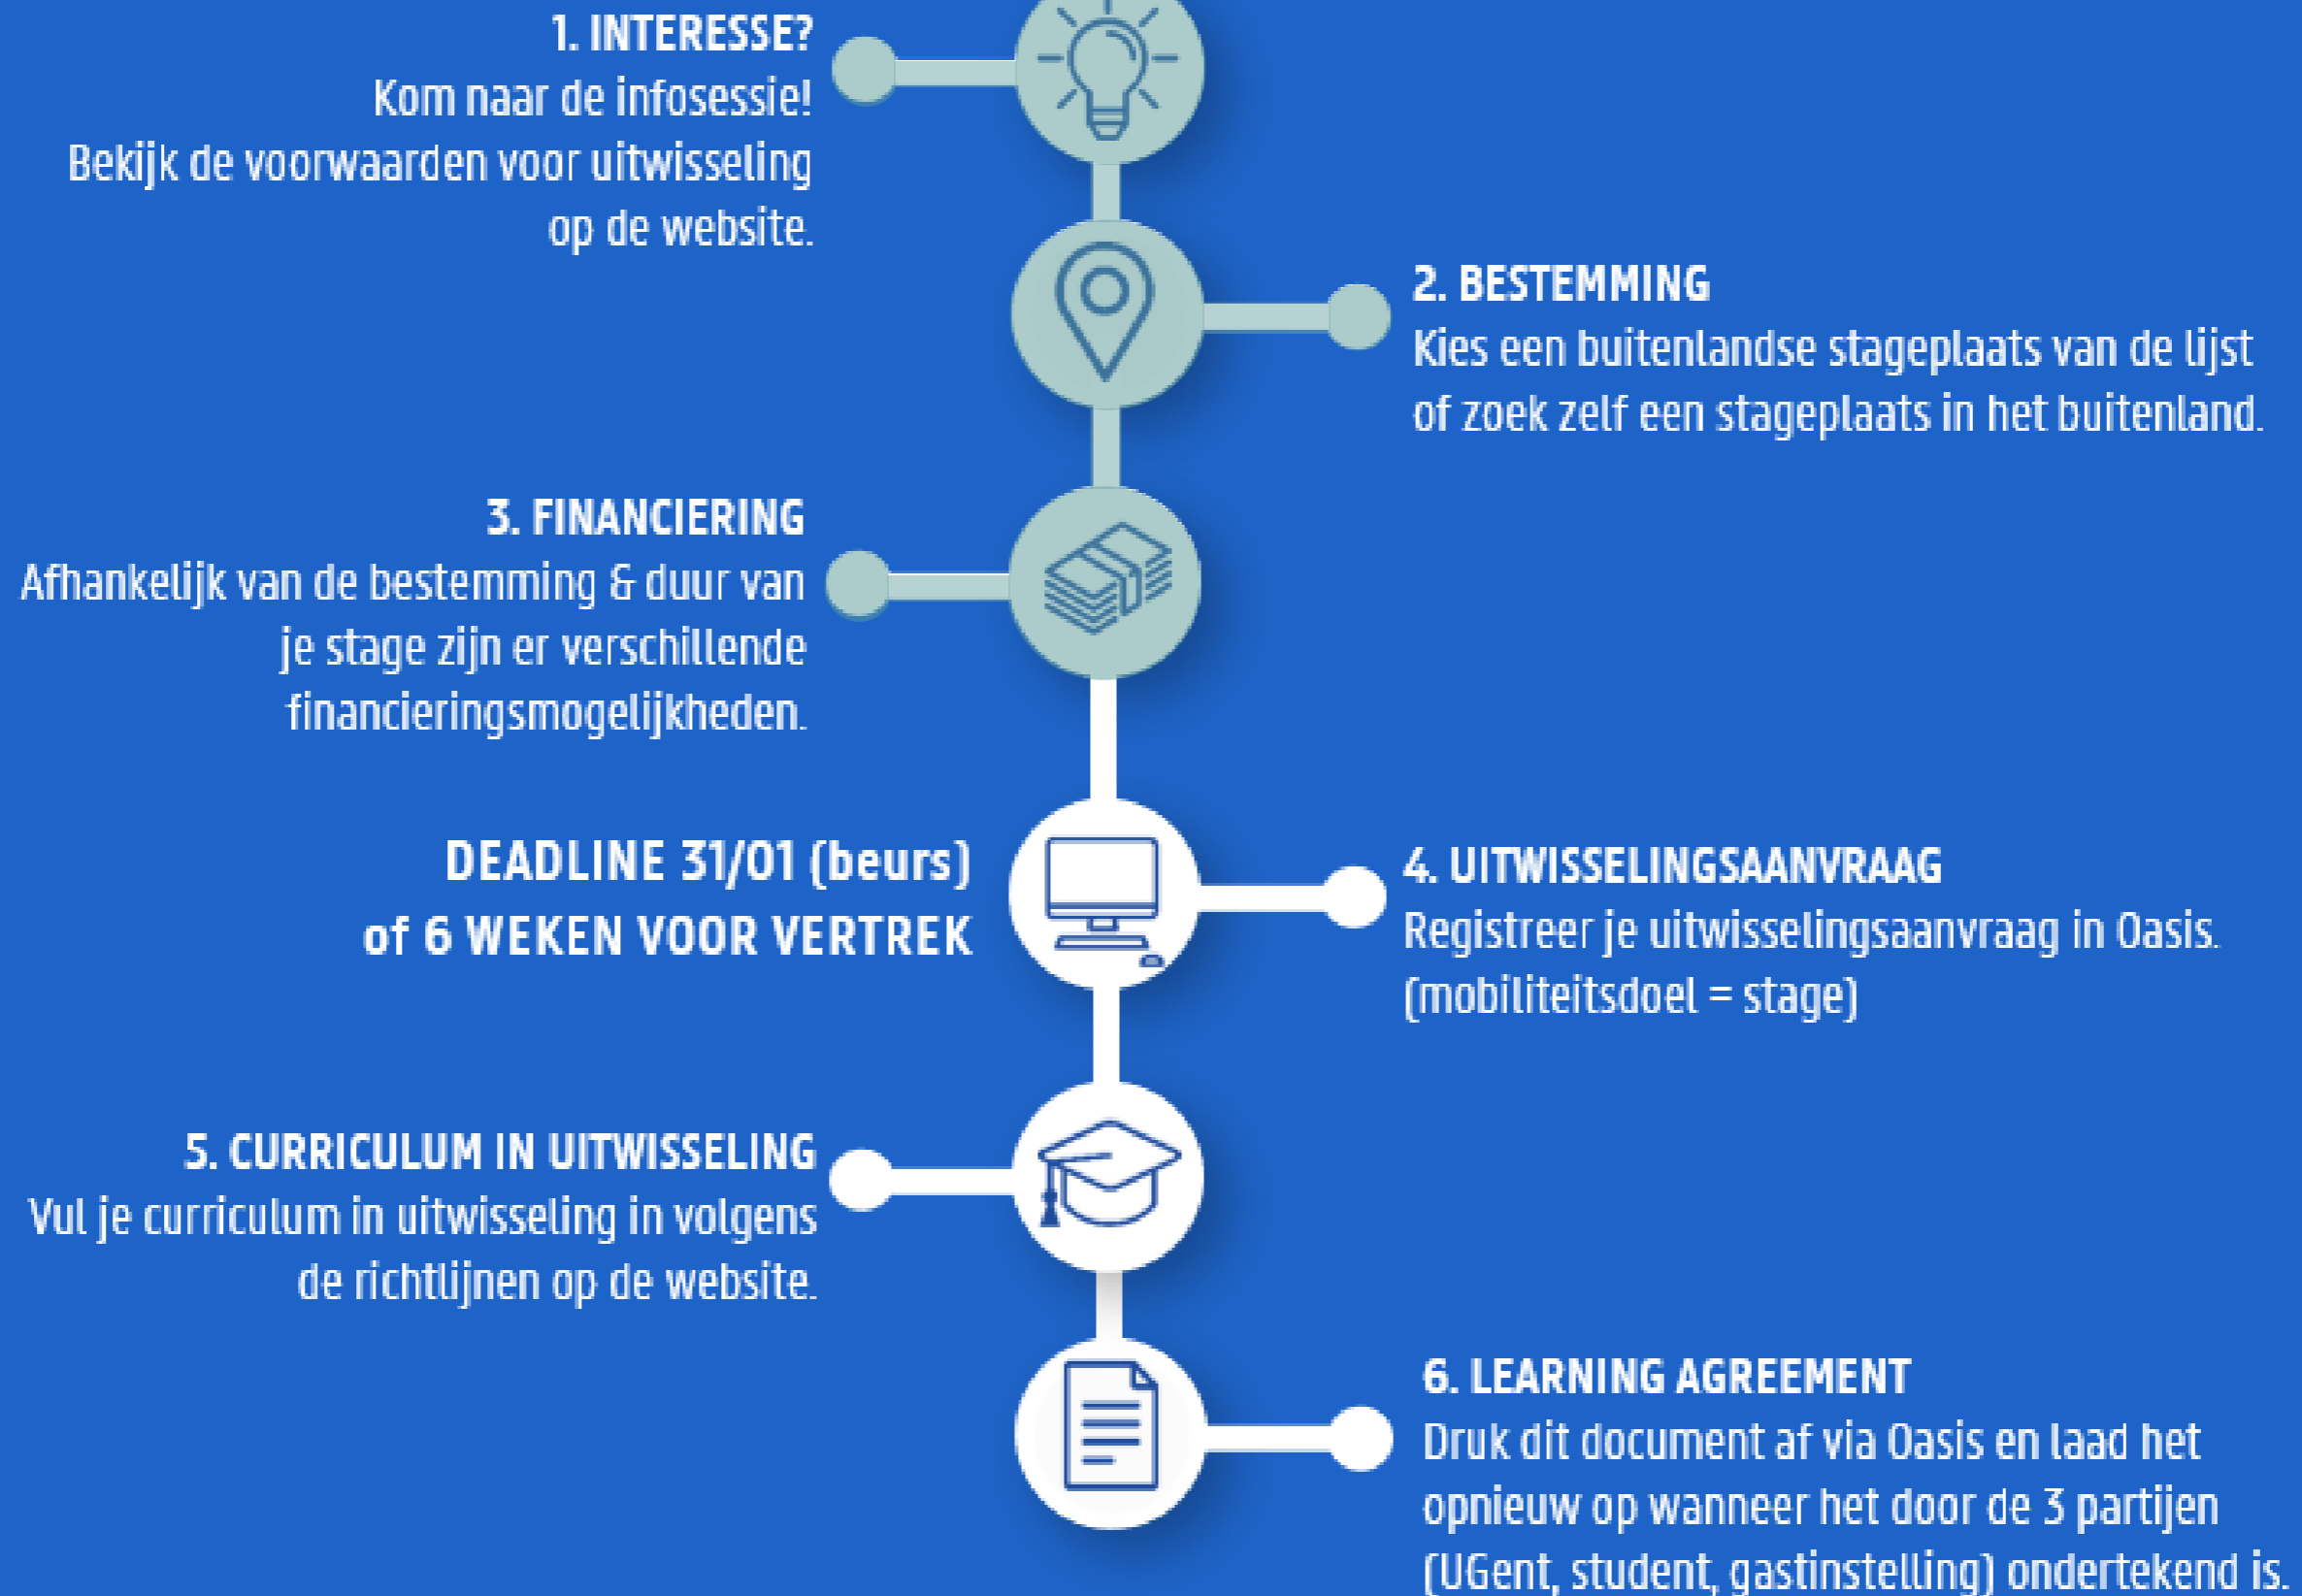 1. INTERESSE?
Kom naar de infosessie!
Bekijk de voorwaarden voor uitwisseling
op de website.
2. BESTEMMING
Kies een buitenlandse stageplaats van de lijst
of zoek zelf een stageplaats in het buitenland.
3. FINANCIERING
Afhankelijk van de bestemming & duur van
je stage zijn er verschillende
financieringsmogelijkheden.
DEADLINE 31/01 (beurs)
of 6 WEKEN VOOR VERTREK
4. UITWISSELINGSAANVRAAG
Registreer je uitwisselingsaanvraag in Oasis.
(mobiliteitsdoel = stage)
5. CURRICULUM IN UITWISSELING
Vul je curriculum in uitwisseling in volgens
de richtlijnen op de website.
6. LEARNING AGREEMENT
Druk dit document af via Oasis en laad het
opnieuw op wanneer het door de 3 partijen
(UGent, student, gastinstelling) ondertekend is.